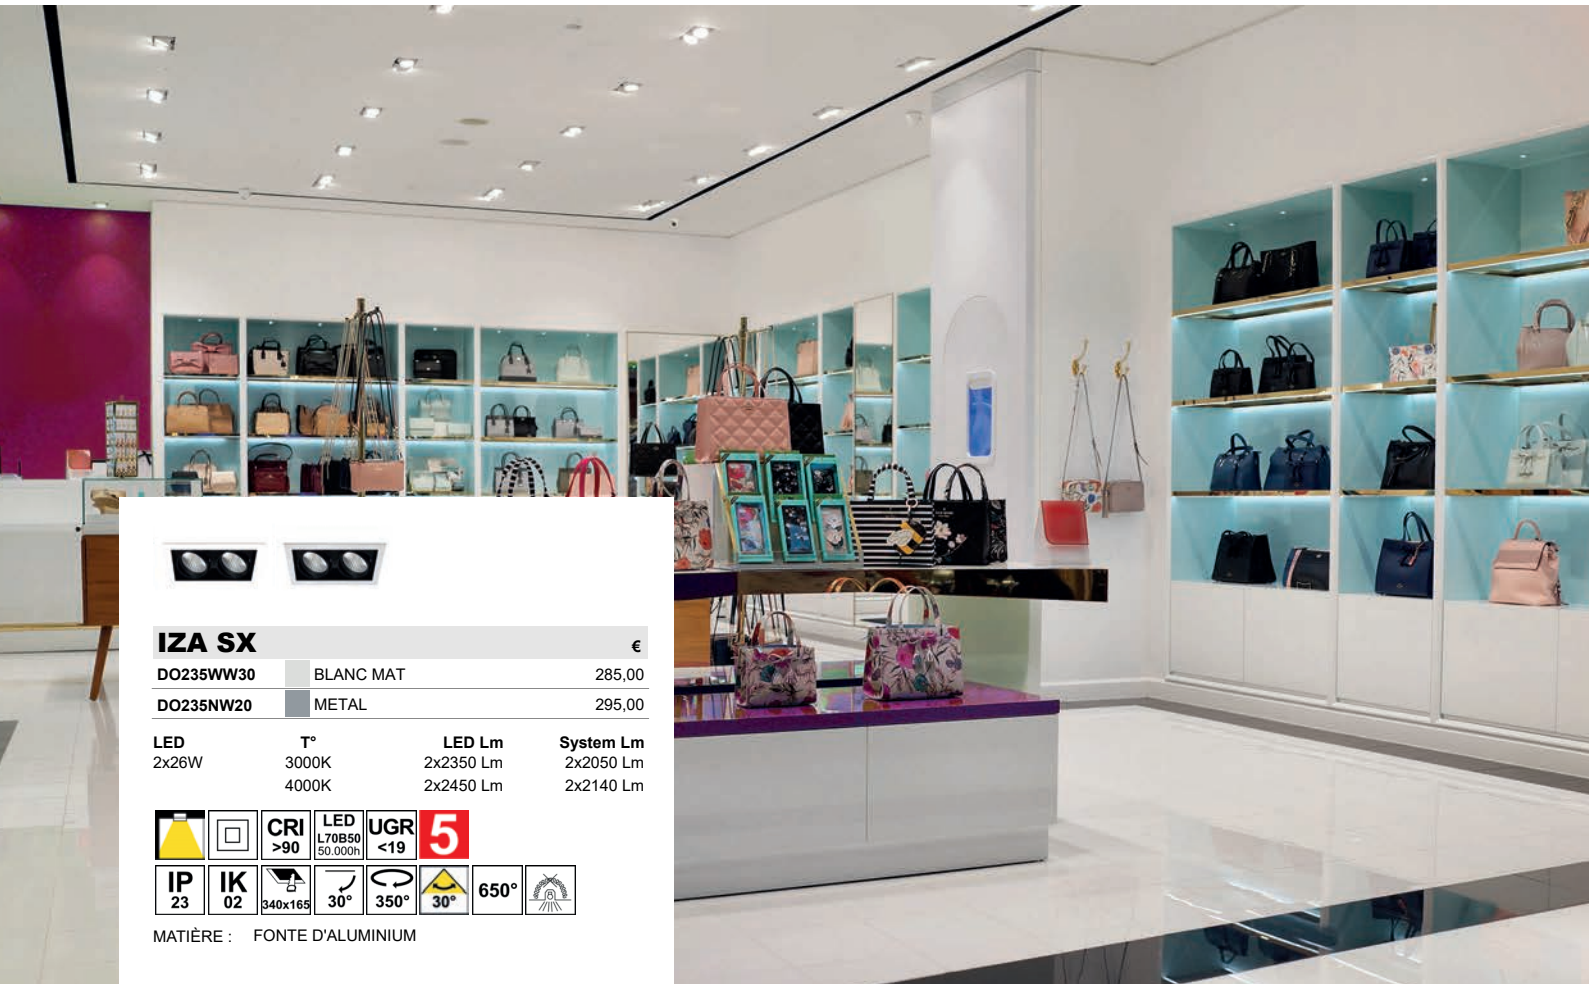 IZA SX €
DO235WW30 BLANC MAT 285,00
DO235NW20 METAL 295,00
LED T° LED Lm System Lm
2x26W 3000K 2x2350 Lm 2x2050 Lm
4000K 2x2450 Lm 2x2140 Lm
CRI >90
LED L70B50 50.000h
UGR <19
5
IP 23
IK 02
340x165
30°
350°
30°
650°
MATIÈRE : FONTE D'ALUMINIUM